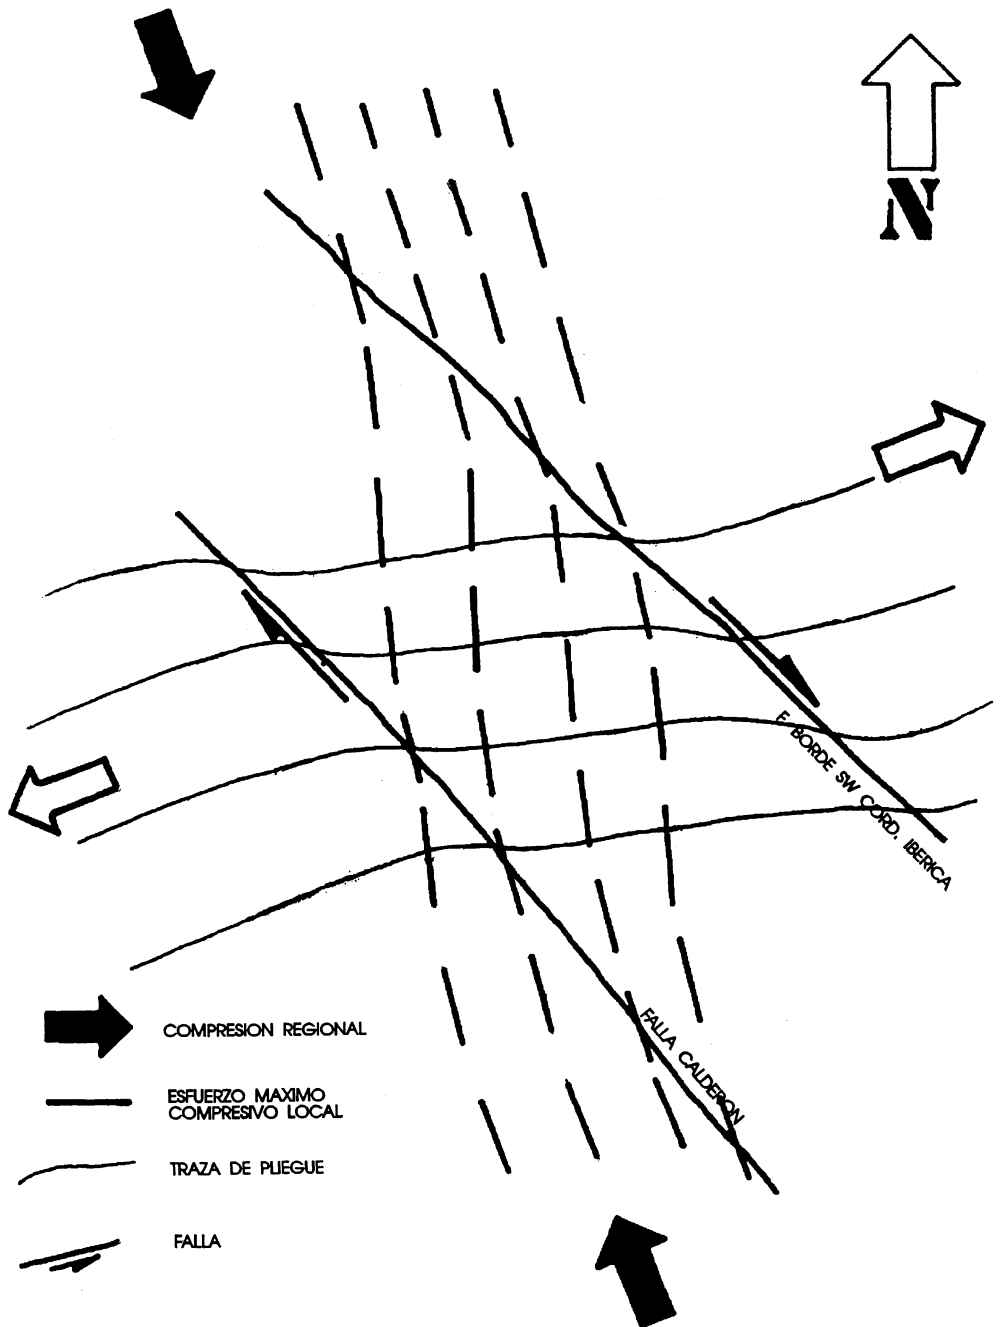 N
F. BORDE SW CORD. IBERICA
FALLA CALDERON
COMPRESION REGIONAL
ESFUERZO MAXIMO
COMPRESIVO LOCAL
TRAZA DE PLIEGUE
FALLA